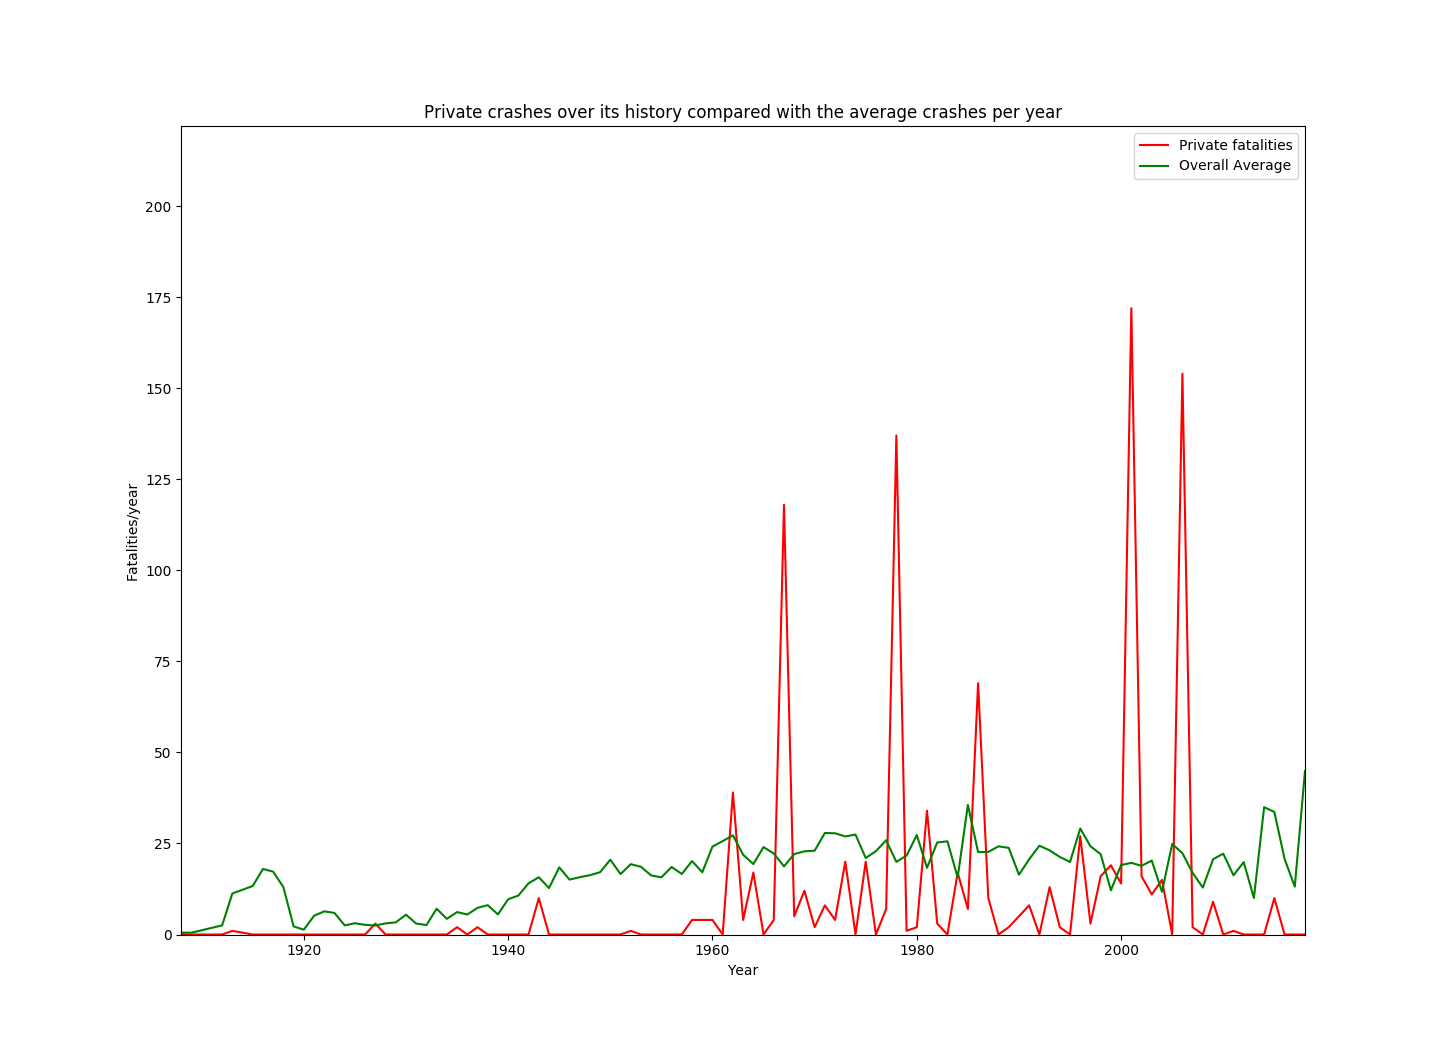 Private crashes over its history compared with the average crashes per year
Private fatalities
Overall Average
200
175
150
125
100
75
50
25
0
Fatalities/year
1920 1940 1960 1980 2000
Year